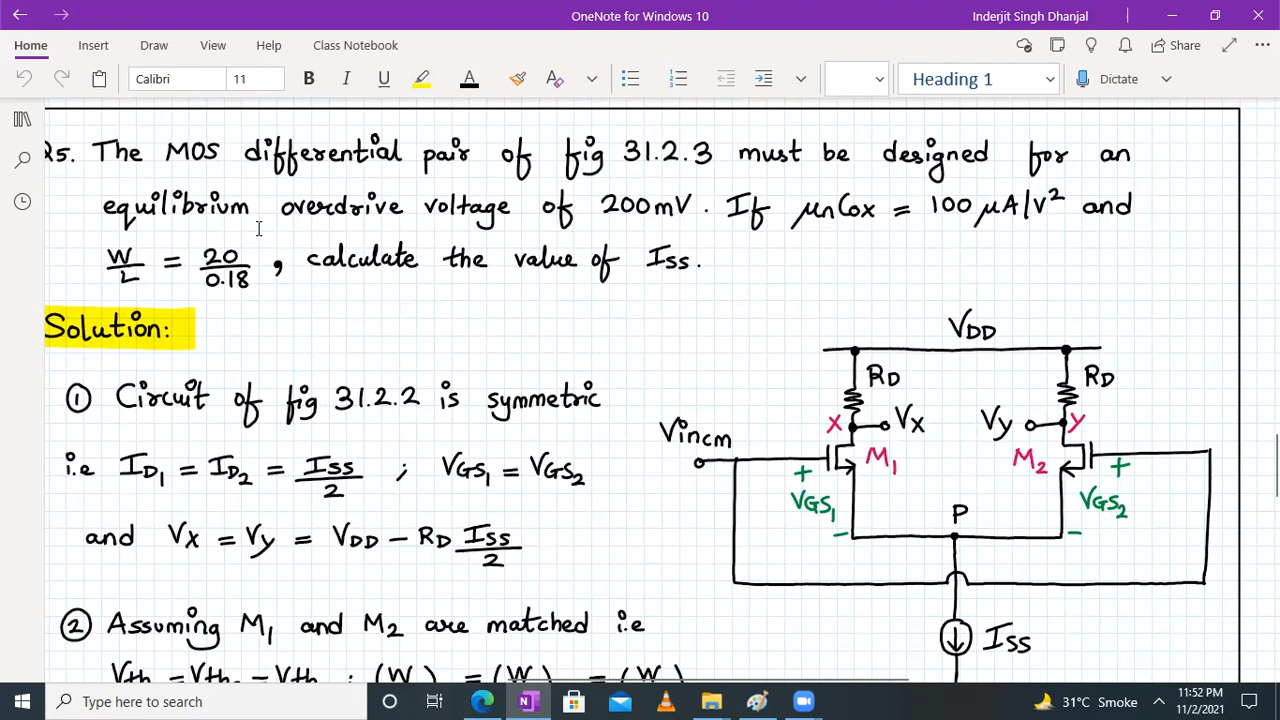 OneNote for Windows 10
Inderjit Singh Dhanjal
Home Insert Draw View Help Class Notebook
Share
Calibri 11 B I U A Heading 1 Dictate
25. The MOS differential pair of fig 31.2.3 must be designed for an
equilibrium overdrive voltage of 200mV. If μnCox = 100 μA/V² and
W/L = 20/0.18, calculate the value of ISS.
Solution:
① Circuit of fig 31.2.2 is symmetric
i.e ID1 = ID2 = ISS/2 ; VGS1 = VGS2
and Vx = Vy = VDD - RD ISS/2
② Assuming M1 and M2 are matched i.e
VDD
RD RD
X Vx Vy Y
Vincm
M1 M2
+ VGS1 -
+ VGS2 -
P
ISS
Type here to search
31°C Smoke
11:52 PM
11/2/2021